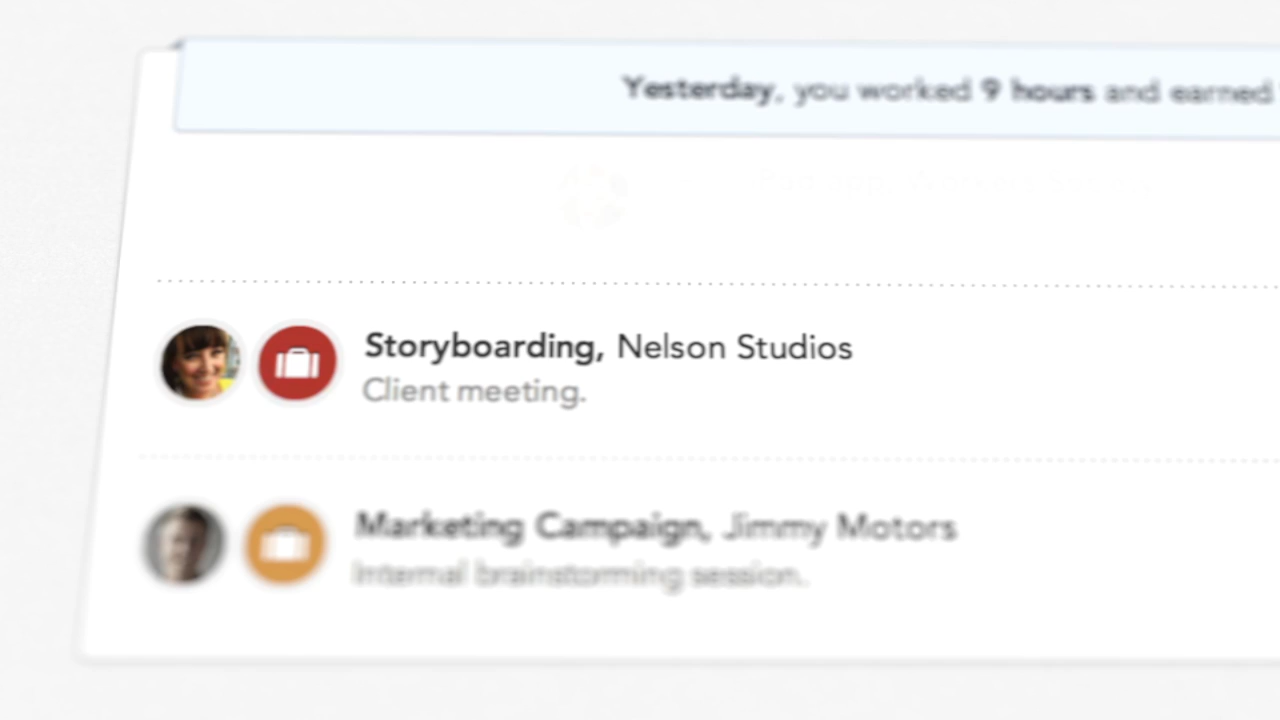 Yesterday, you worked 9 hours and earned
Storyboarding, Nelson Studios
Client meeting.
Marketing Campaign, Jimmy Motors
Internal brainstorming session.